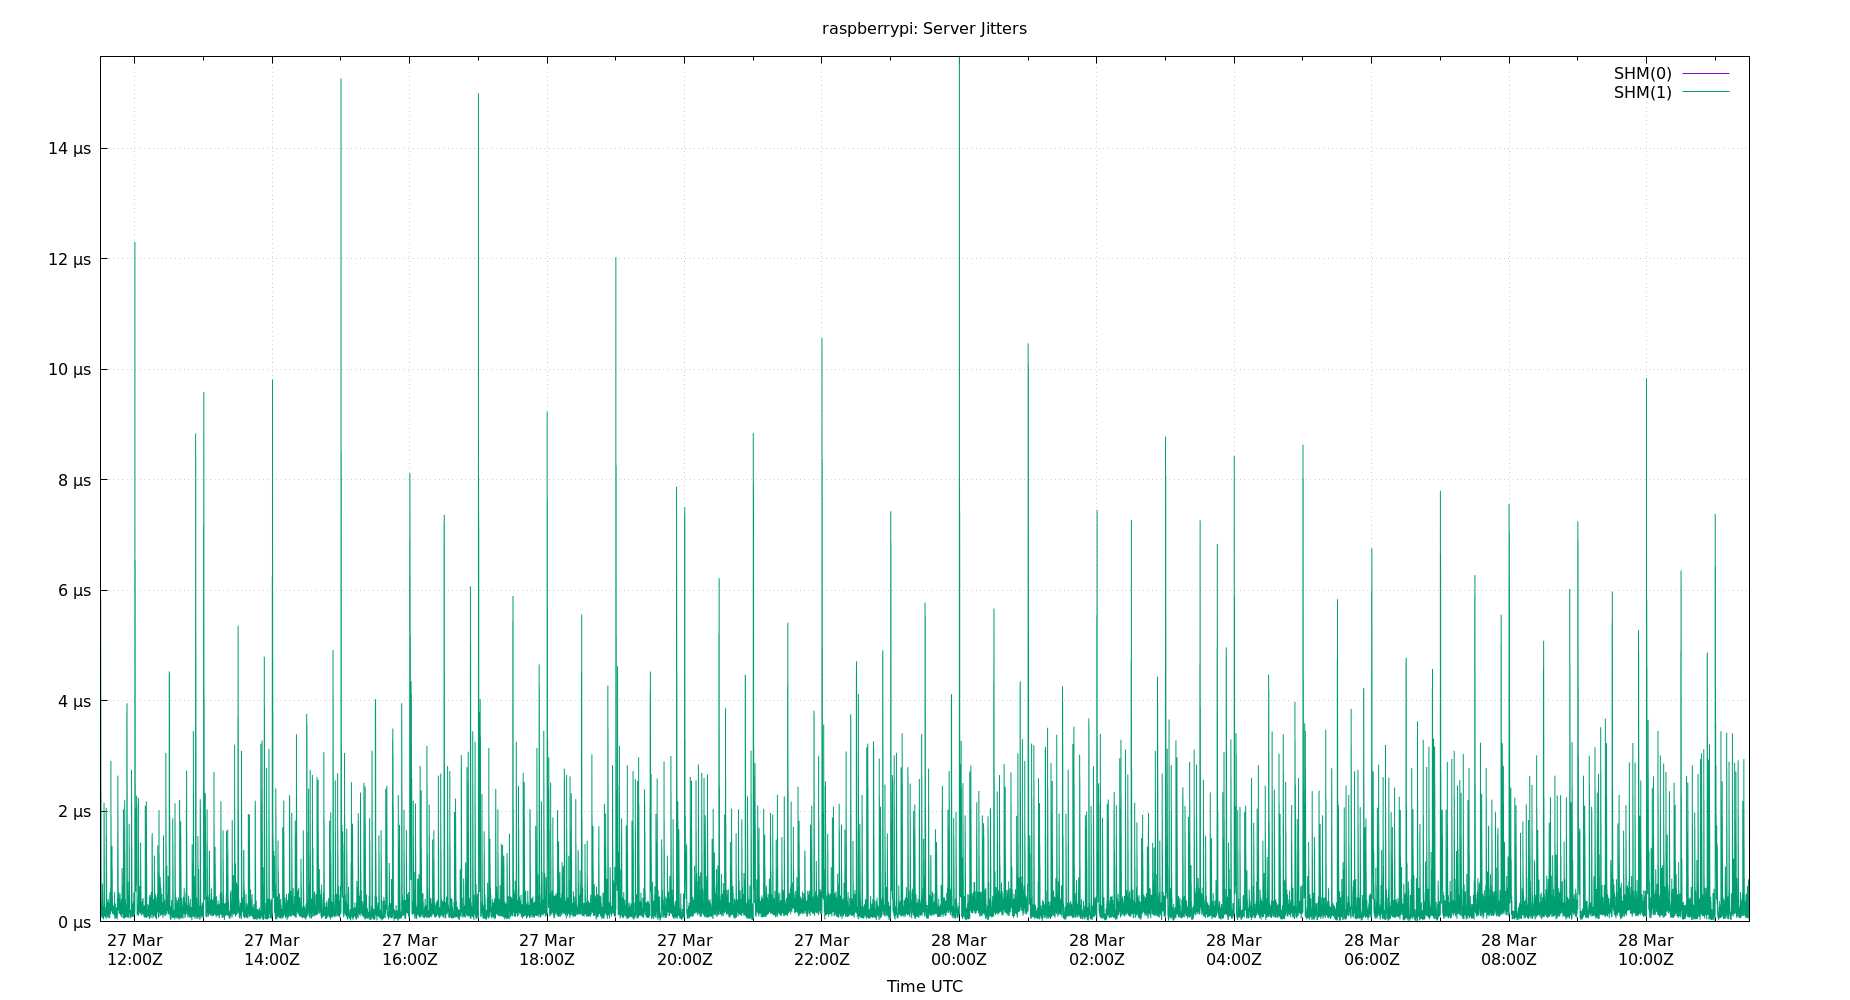 raspberrypi: Server Jitters
SHM(0)
SHM(1)
14 µs
12 µs
10 µs
8 µs
6 µs
4 µs
2 µs
0 µs
27 Mar 27 Mar 27 Mar 27 Mar 27 Mar 27 Mar 28 Mar 28 Mar 28 Mar 28 Mar 28 Mar 28 Mar
12:00Z 14:00Z 16:00Z 18:00Z 20:00Z 22:00Z 00:00Z 02:00Z 04:00Z 06:00Z 08:00Z 10:00Z
Time UTC